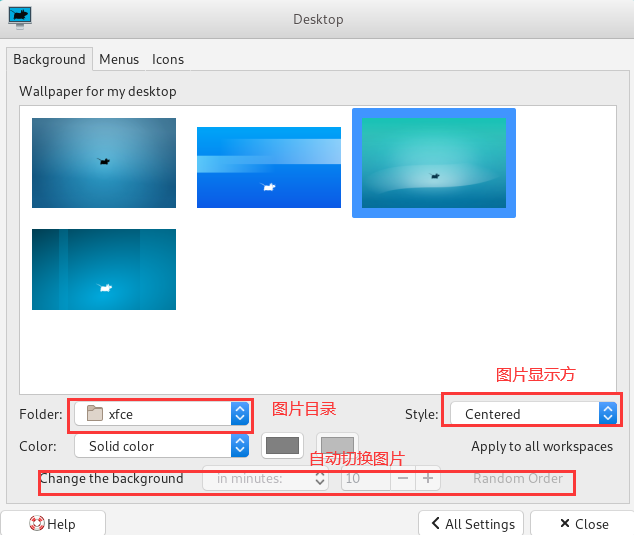 Desktop
Background Menus Icons
Wallpaper for my desktop
图片显示方
Folder: xfce 图片目录 Style: Centered
Color: Solid color Apply to all workspaces
自动切换图片
Change the background in minutes: 10 Random Order
Help All Settings Close